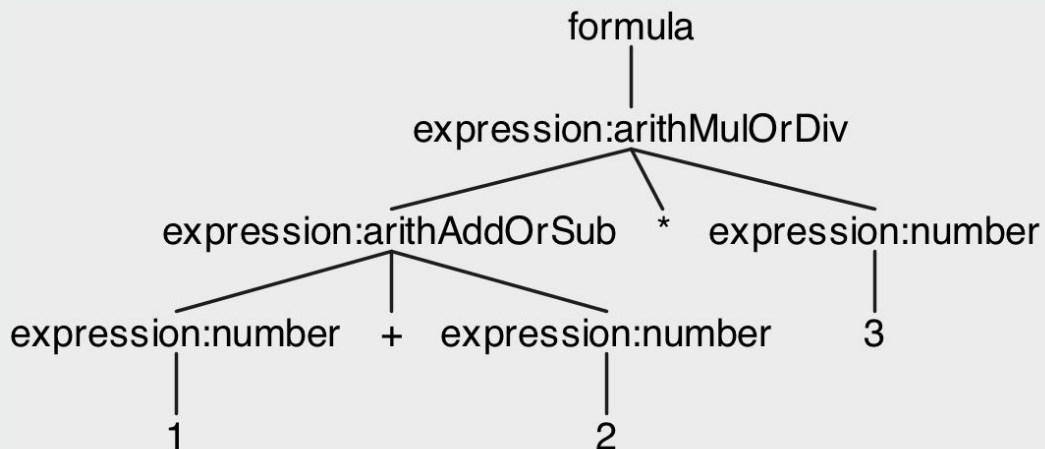 formula
expression:arithMulOrDiv
expression:arithAddOrSub * expression:number
expression:number + expression:number 3
1 2